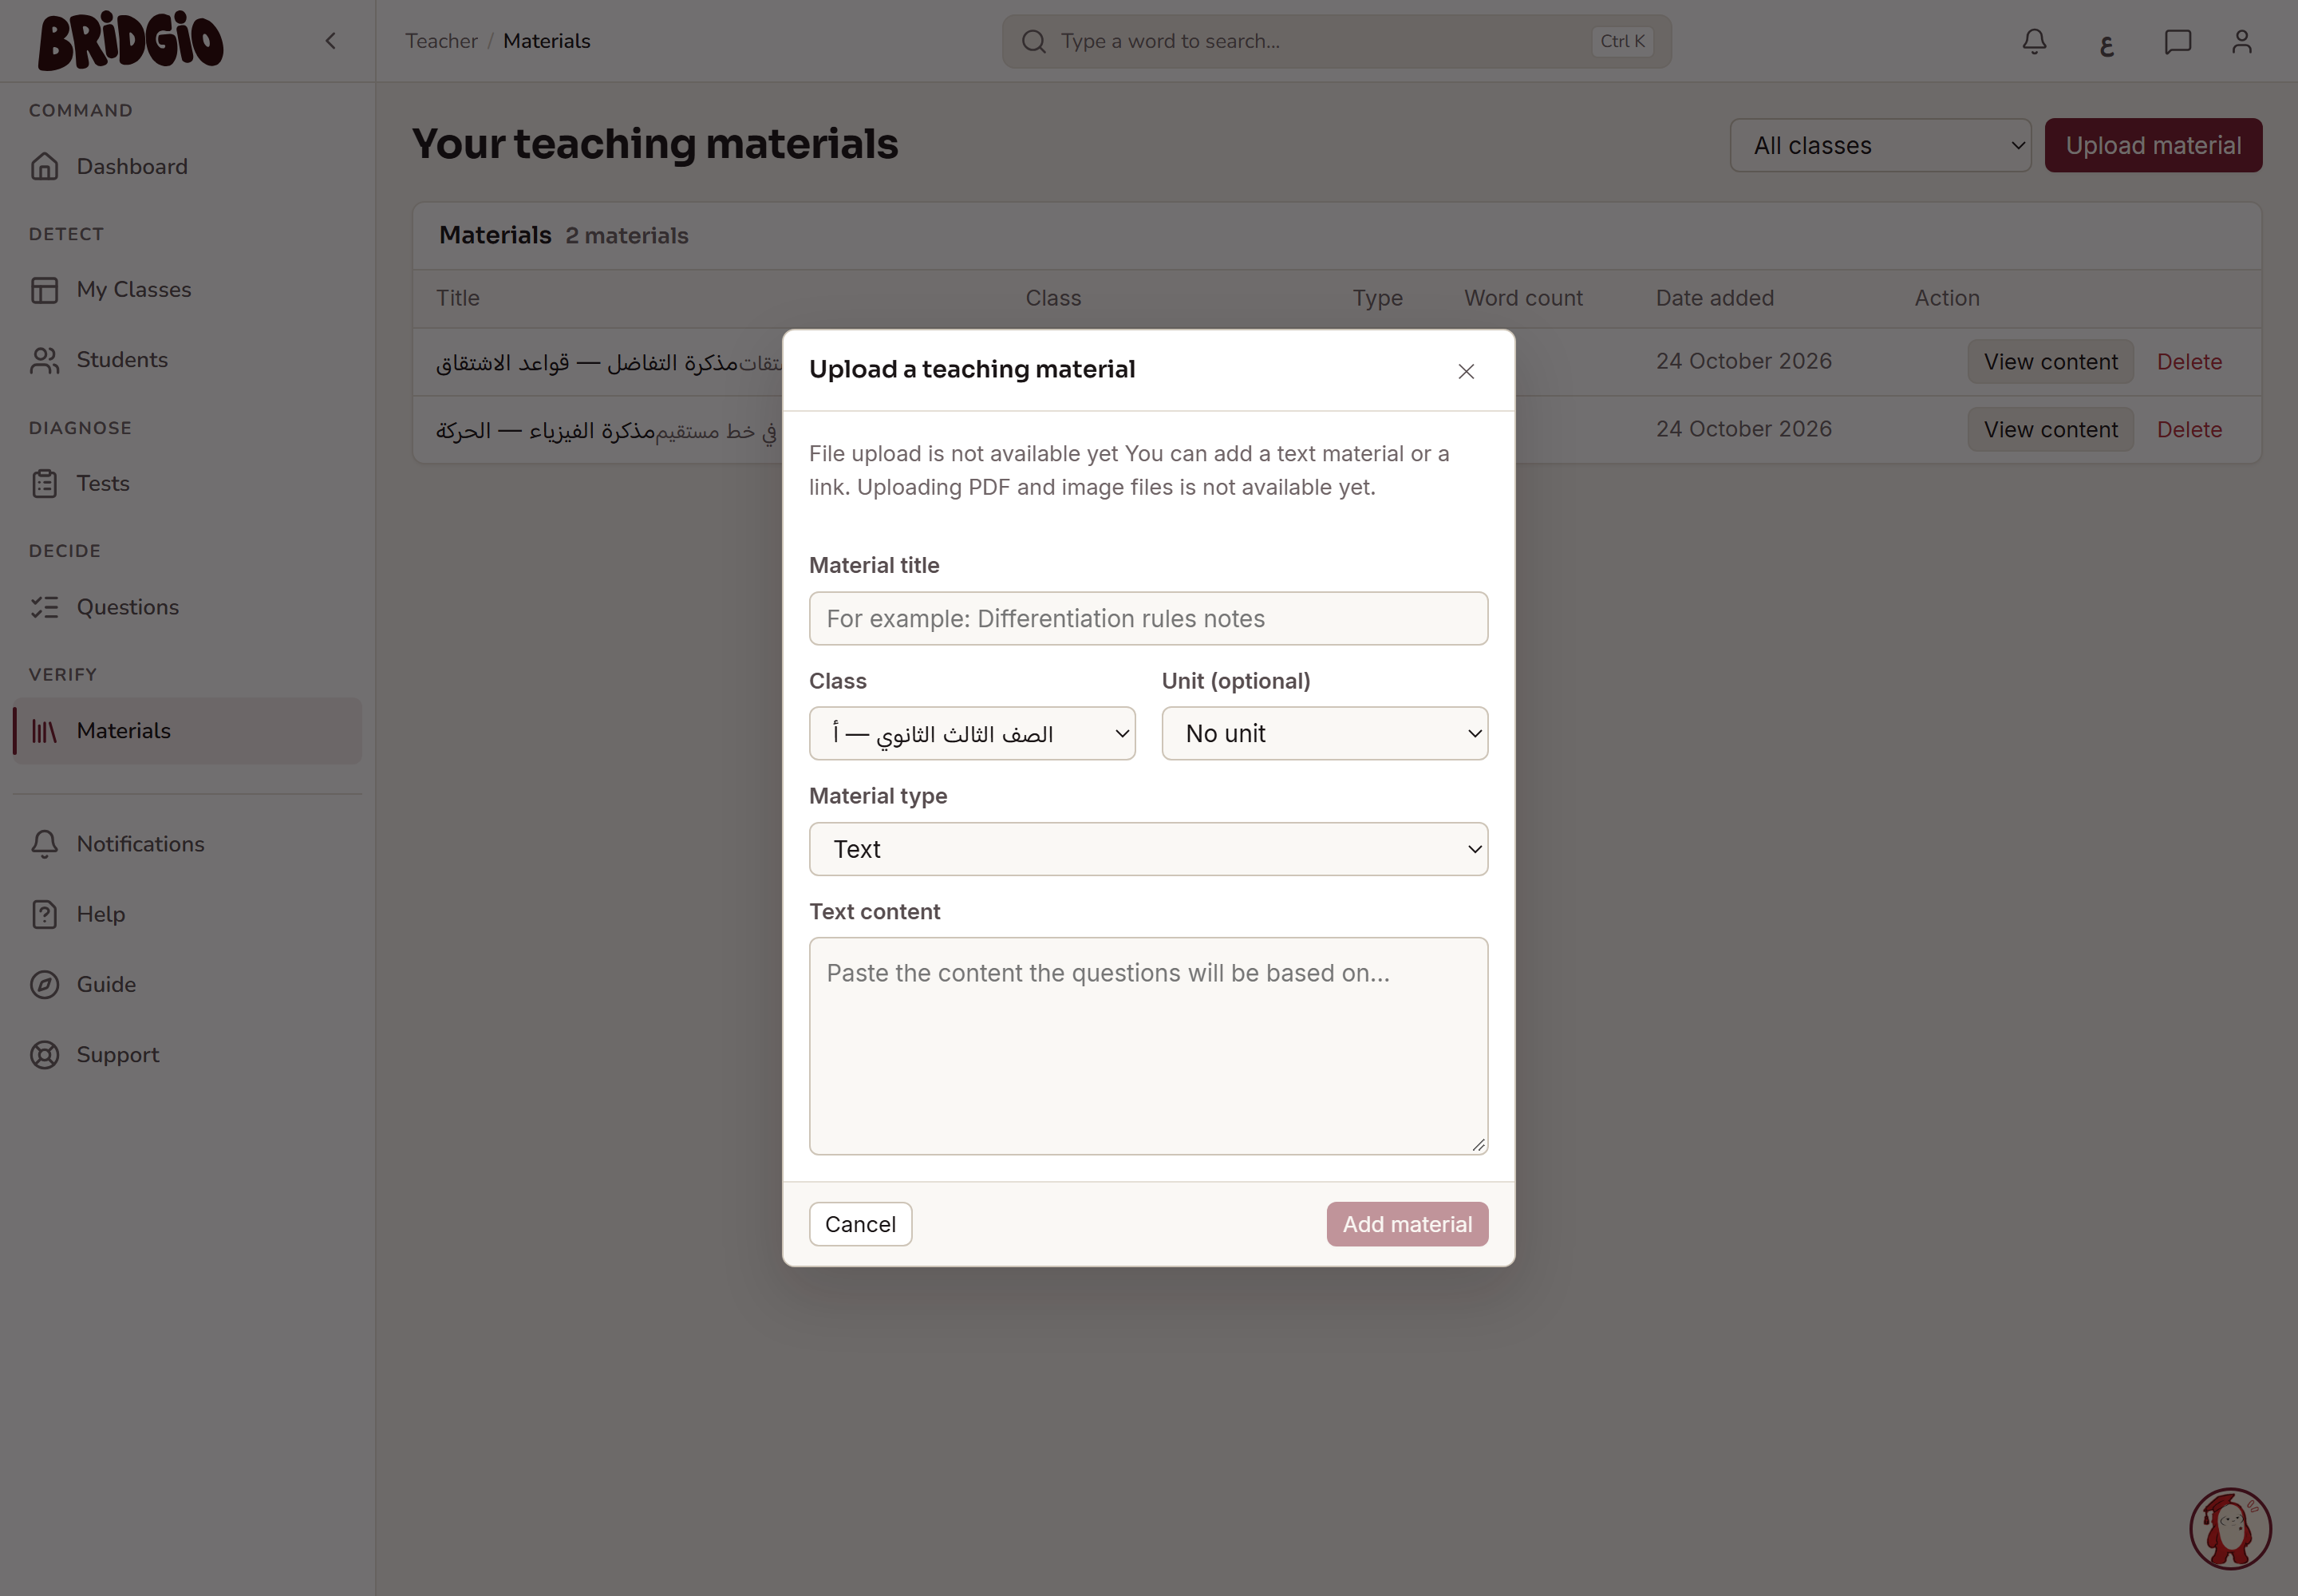 BRiDGiO
Teacher / Materials
Type a word to search...
Ctrl K
ع
COMMAND
Dashboard
DETECT
My Classes
Students
DIAGNOSE
Tests
DECIDE
Questions
VERIFY
Materials
Notifications
Help
Guide
Support
Your teaching materials
All classes
Upload material
Materials 2 materials
Title Class Type Word count Date added Action
مذكرة التفاضل — قواعد الاشتقاق
24 October 2026 View content Delete
مذكرة الفيزياء — الحركة في خط مستقيم
24 October 2026 View content Delete
Upload a teaching material
File upload is not available yet You can add a text material or a
link. Uploading PDF and image files is not available yet.
Material title
For example: Differentiation rules notes
Class Unit (optional)
الصف الثالث الثانوي — أ
No unit
Material type
Text
Text content
Paste the content the questions will be based on...
Cancel
Add material